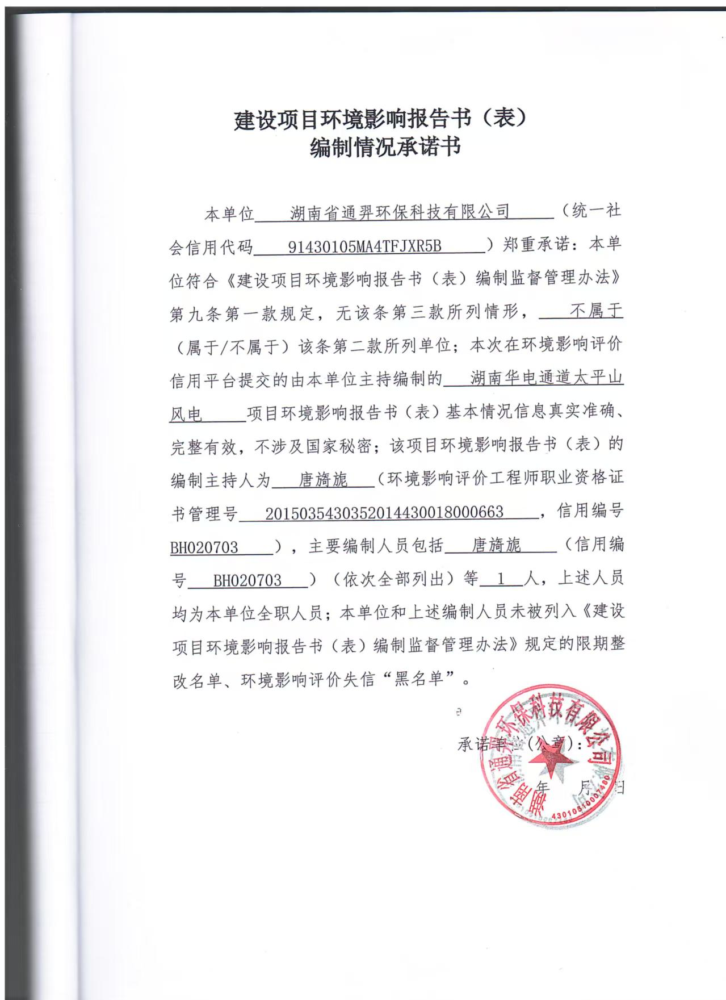 建设项目环境影响报告书（表）
编制情况承诺书
本单位 湖南省通羿环保科技有限公司 （统一社
会信用代码 91430105MA4TFJXR5B ）郑重承诺：本单
位符合《建设项目环境影响报告书（表）编制监督管理办法》
第九条第一款规定，无该条第三款所列情形， 不属于
（属于/不属于）该条第二款所列单位；本次在环境影响评价
信用平台提交的由本单位主持编制的 湖南华电通道太平山
风电 项目环境影响报告书（表）基本情况信息真实准确、
完整有效，不涉及国家秘密；该项目环境影响报告书（表）的
编制主持人为 唐旖旎 （环境影响评价工程师职业资格证
书管理号 2015035430352014430018000663 ，信用编号
BH020703 ），主要编制人员包括 唐旖旎 （信用编
号 BH020703 ）（依次全部列出）等 1 人，上述人员
均为本单位全职人员；本单位和上述编制人员未被列入《建设
项目环境影响报告书（表）编制监督管理办法》规定的限期整
改名单、环境影响评价失信“黑名单”。
承诺单位(公章)：
年 月 日
湖南省通羿环保科技有限公司
43010510007480